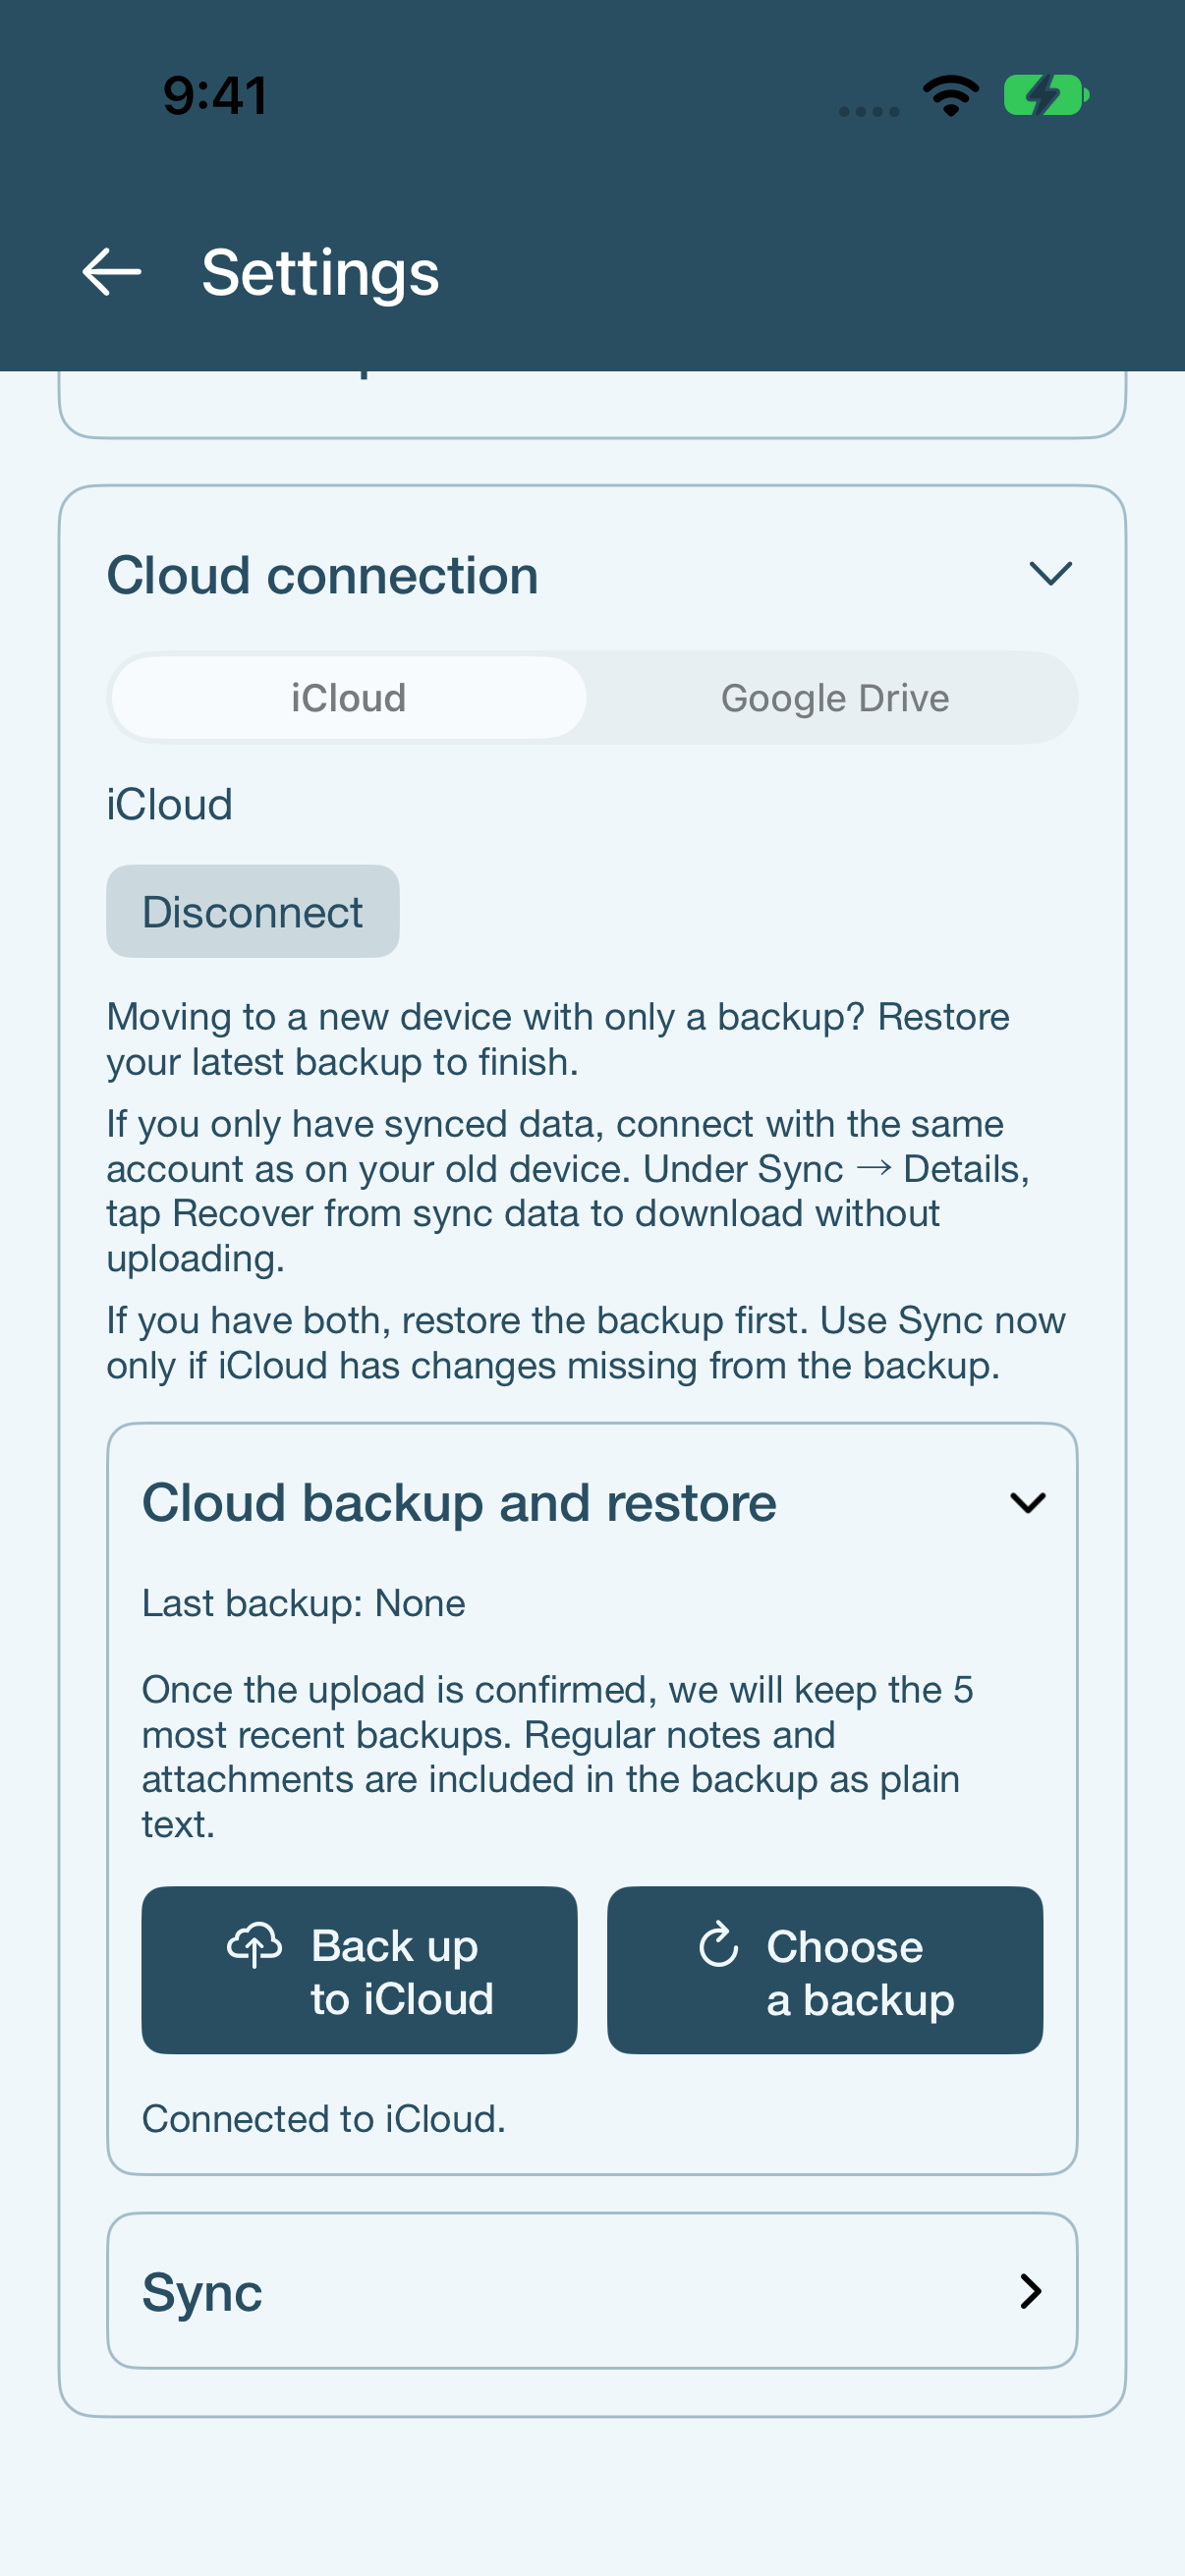 9:41
Settings
Cloud connection
iCloud
Google Drive
iCloud
Disconnect
Moving to a new device with only a backup? Restore
your latest backup to finish.
If you only have synced data, connect with the same
account as on your old device. Under Sync → Details,
tap Recover from sync data to download without
uploading.
If you have both, restore the backup first. Use Sync now
only if iCloud has changes missing from the backup.
Cloud backup and restore
Last backup: None
Once the upload is confirmed, we will keep the 5
most recent backups. Regular notes and
attachments are included in the backup as plain
text.
Back up
to iCloud
Choose
a backup
Connected to iCloud.
Sync